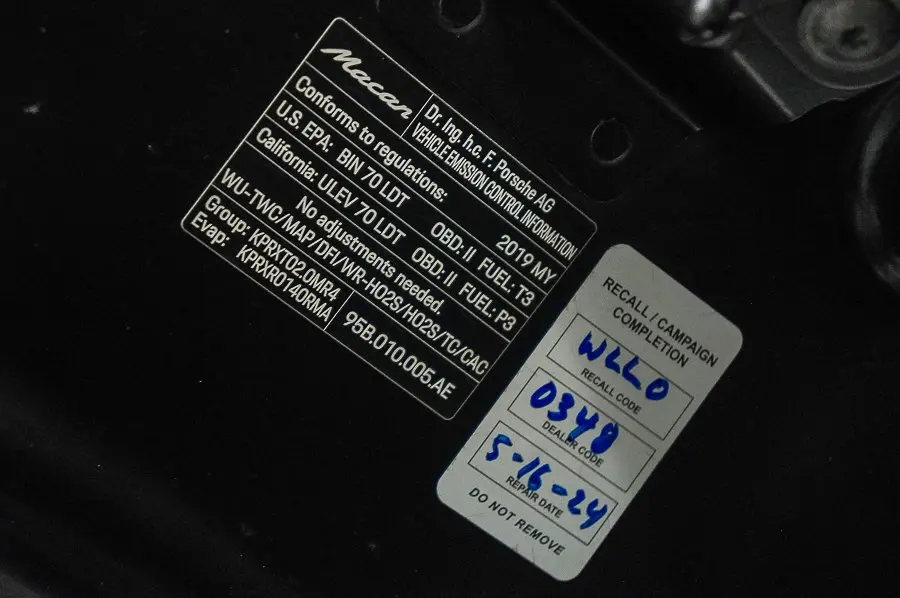 Macan
Dr. Ing. h.c. F. Porsche AG
VEHICLE EMISSION CONTROL INFORMATION
Conforms to regulations:
2019 MY
U.S. EPA: BIN 70 LDT OBD: II FUEL: T3
California: ULEV 70 LDT OBD: II FUEL: P3
No adjustments needed.
WU-TWC/MAP/DFI/WR-HO2S/HO2S/TC/CAC
Group: KPRXT02.0MR4
Evap: KPRXR0140RMA
95B.010.005.AE
RECALL / CAMPAIGN
COMPLETION
WLL0
RECALL CODE
0348
DEALER CODE
5-16-24
REPAIR DATE
DO NOT REMOVE